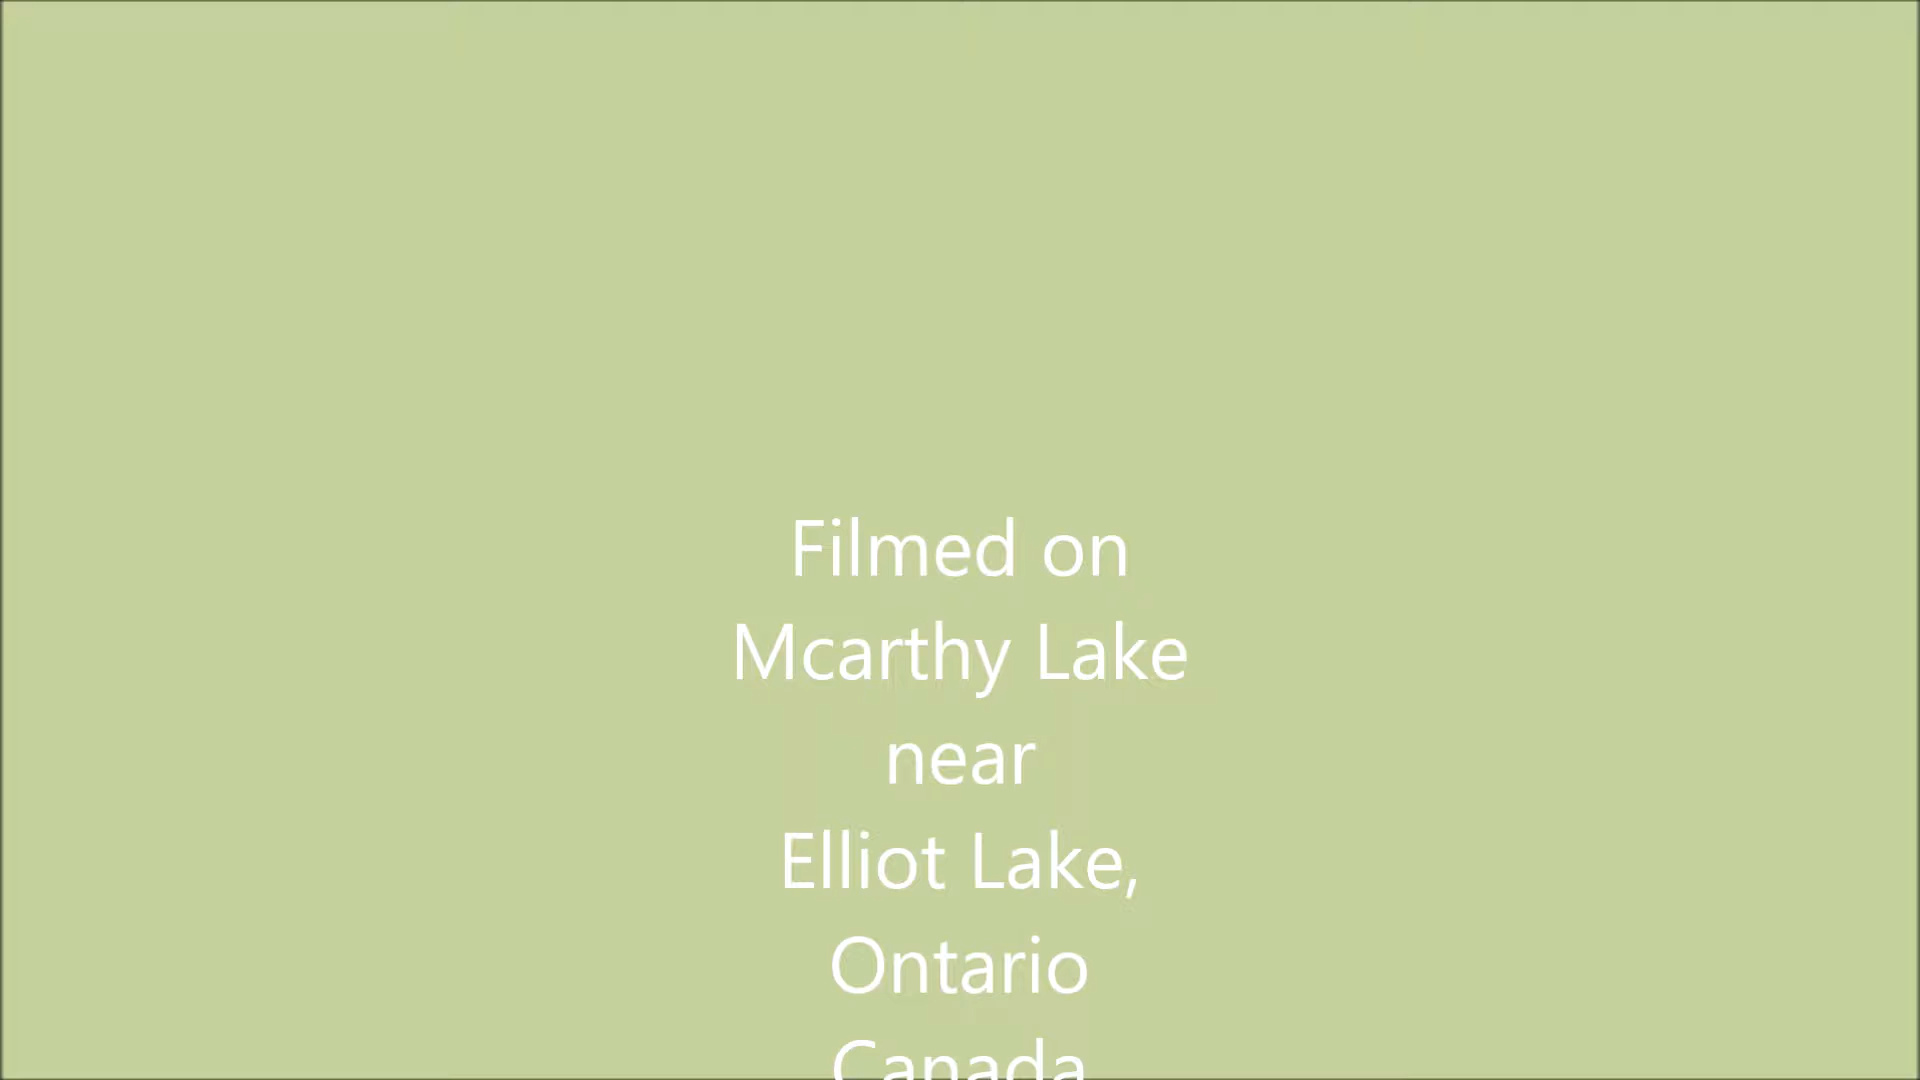 Filmed on
Mcarthy Lake
near
Elliot Lake,
Ontario
Canada